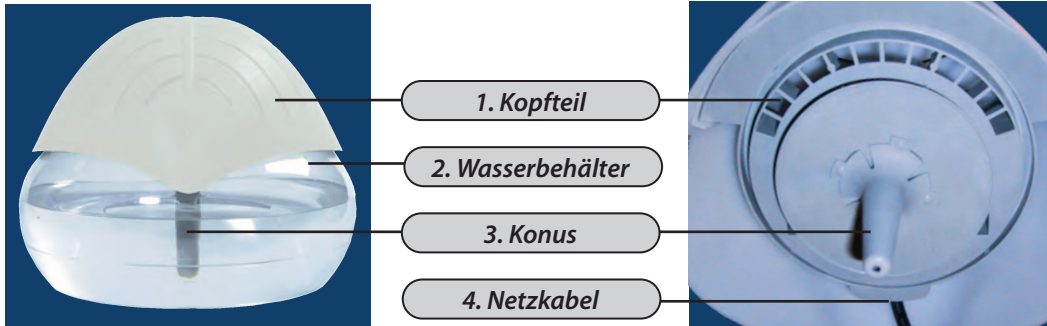 1. Kopfteil
2. Wasserbehälter
3. Konus
4. Netzkabel